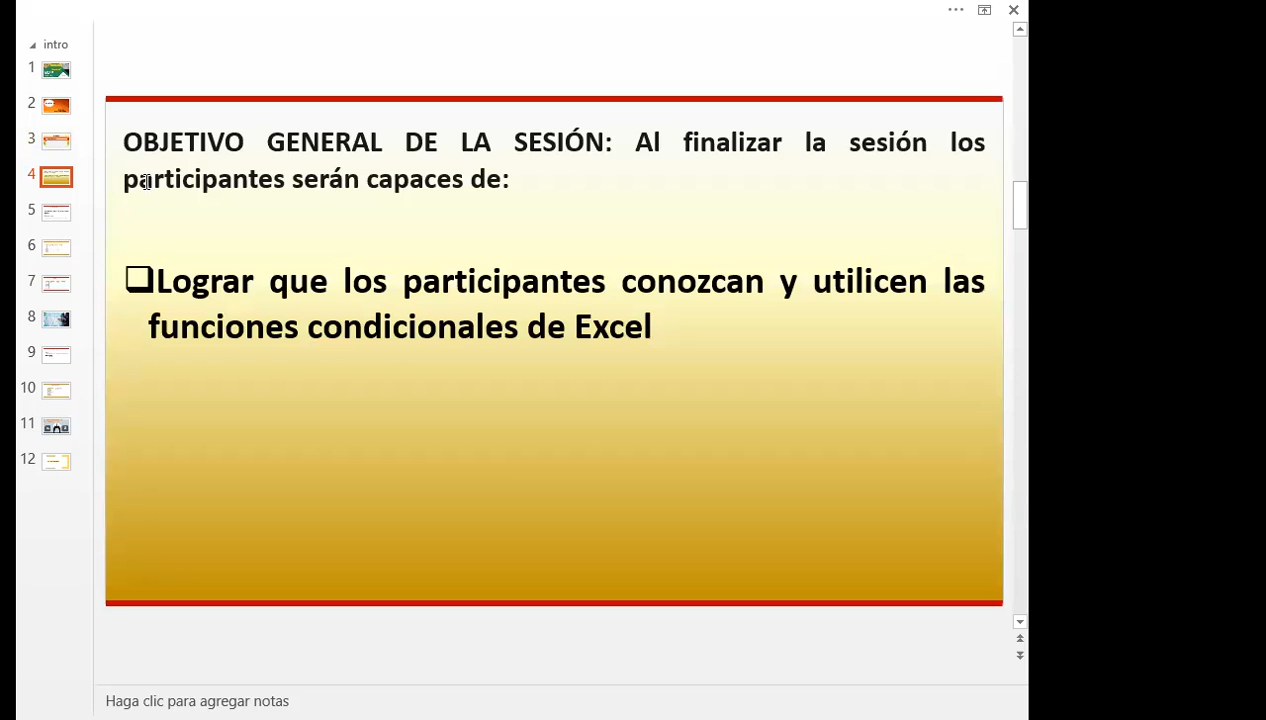 intro
1
2
3
4
5
6
7
8
9
10
11
12
OBJETIVO GENERAL DE LA SESIÓN: Al finalizar la sesión los
participantes serán capaces de:
❑Lograr que los participantes conozcan y utilicen las
funciones condicionales de Excel
Haga clic para agregar notas